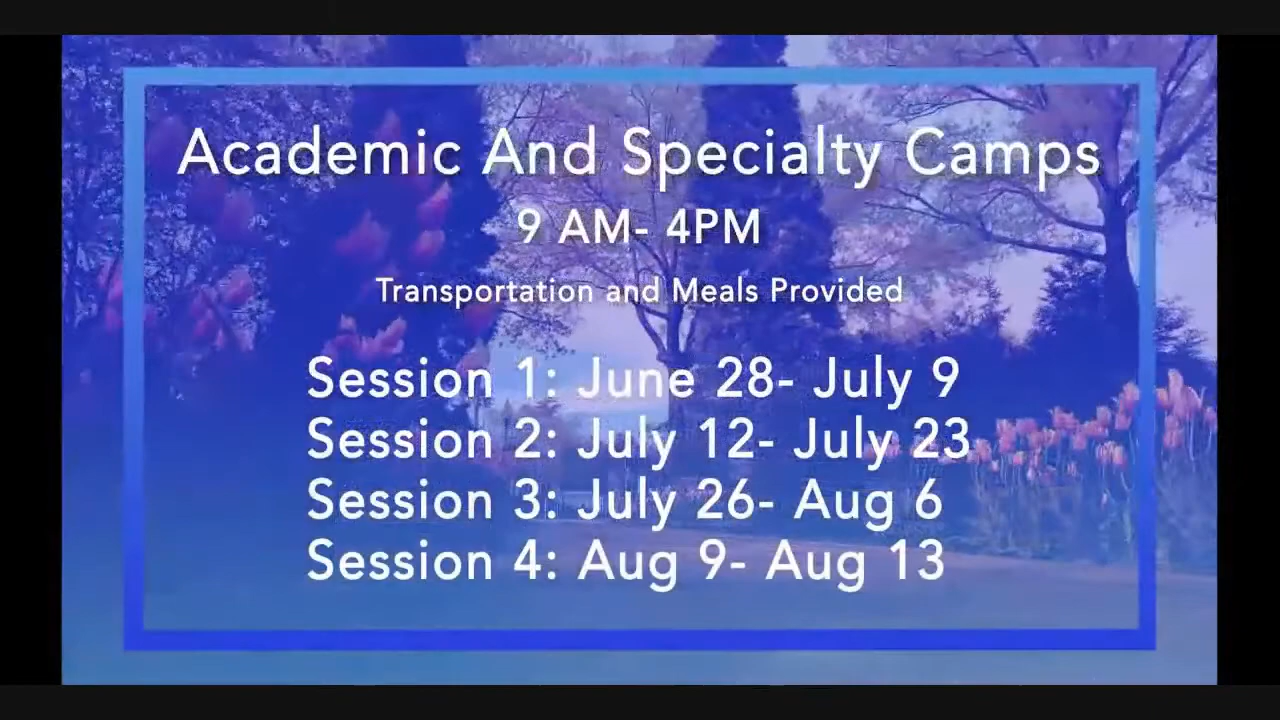 Academic And Specialty Camps
9 AM- 4PM
Transportation and Meals Provided
Session 1: June 28- July 9
Session 2: July 12- July 23
Session 3: July 26- Aug 6
Session 4: Aug 9- Aug 13